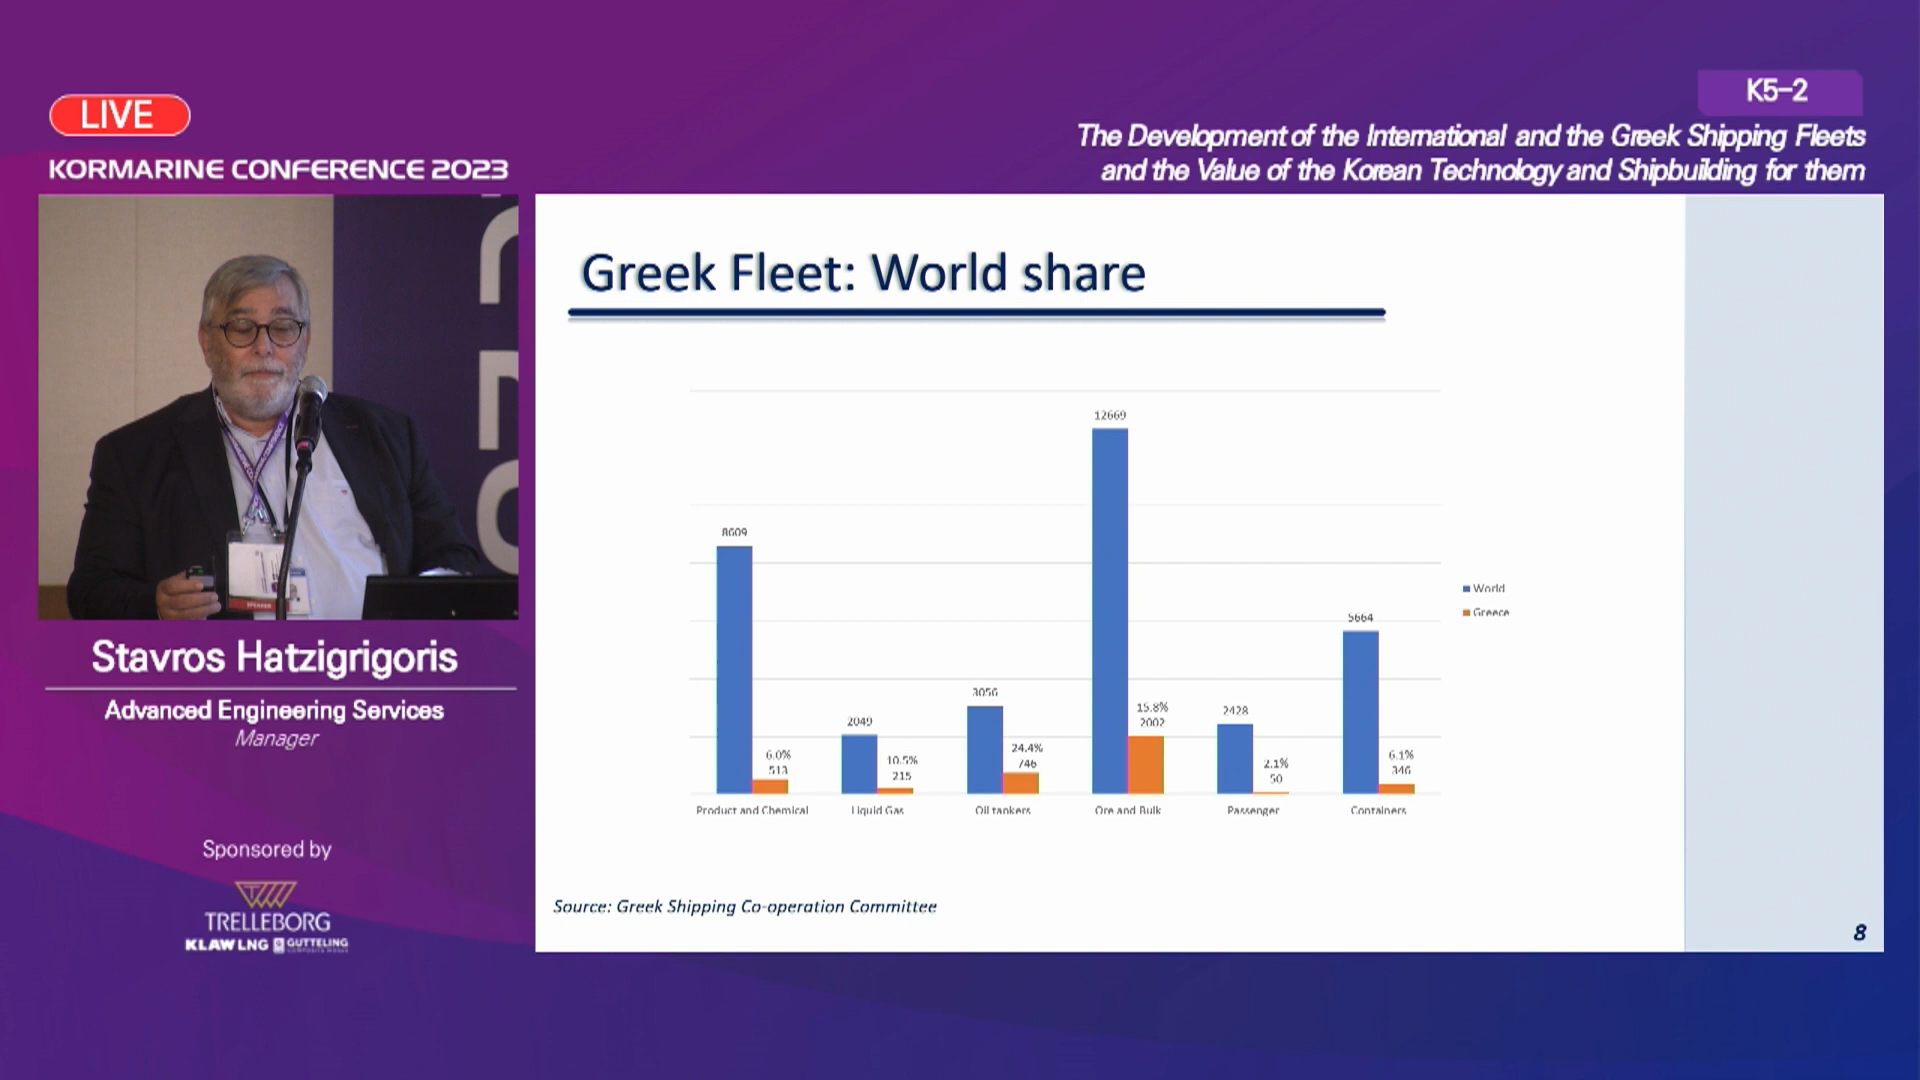 LIVE
KORMARINE CONFERENCE 2023
K5-2
The Development of the International and the Greek Shipping Fleets
and the Value of the Korean Technology and Shipbuilding for them
SPEAKER
Stavros Hatzigrigoris
Advanced Engineering Services
Manager
Sponsored by
TRELLEBORG
KLAW LNG GUTTELING
Greek Fleet: World share
12669
8609
5664
World
Greece
3056
15.8%
2002
2428
2049
24.4%
746
6.0%
513
10.5%
215
2.1%
50
6.1%
346
Product and Chemical
Liquid Gas
Oil tankers
Ore and Bulk
Passenger
Containers
Source: Greek Shipping Co-operation Committee
8